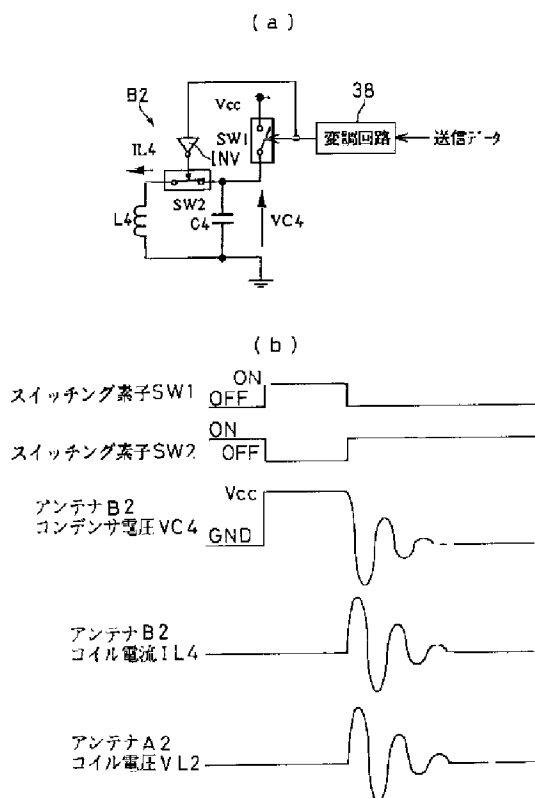 (a)
38
B2
Vcc
SW1
変調回路
送信データ
IL4
INV
SW2
L4
C4
VC4
(b)
スイッチング素子SW1
ON
OFF
スイッチング素子SW2
ON
OFF
アンテナB2
コンデンサ電圧VC4
Vcc
GND
アンテナB2
コイル電流IL4
アンテナA2
コイル電圧VL2